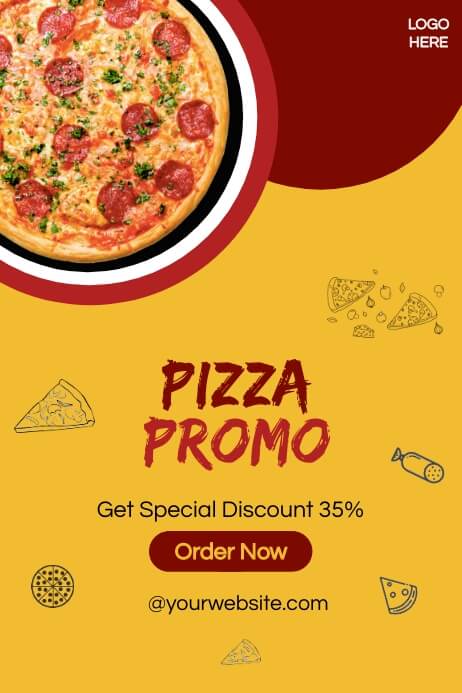 LOGO
HERE
PIZZA
PROMO
Get Special Discount 35%
Order Now
@yourwebsite.com